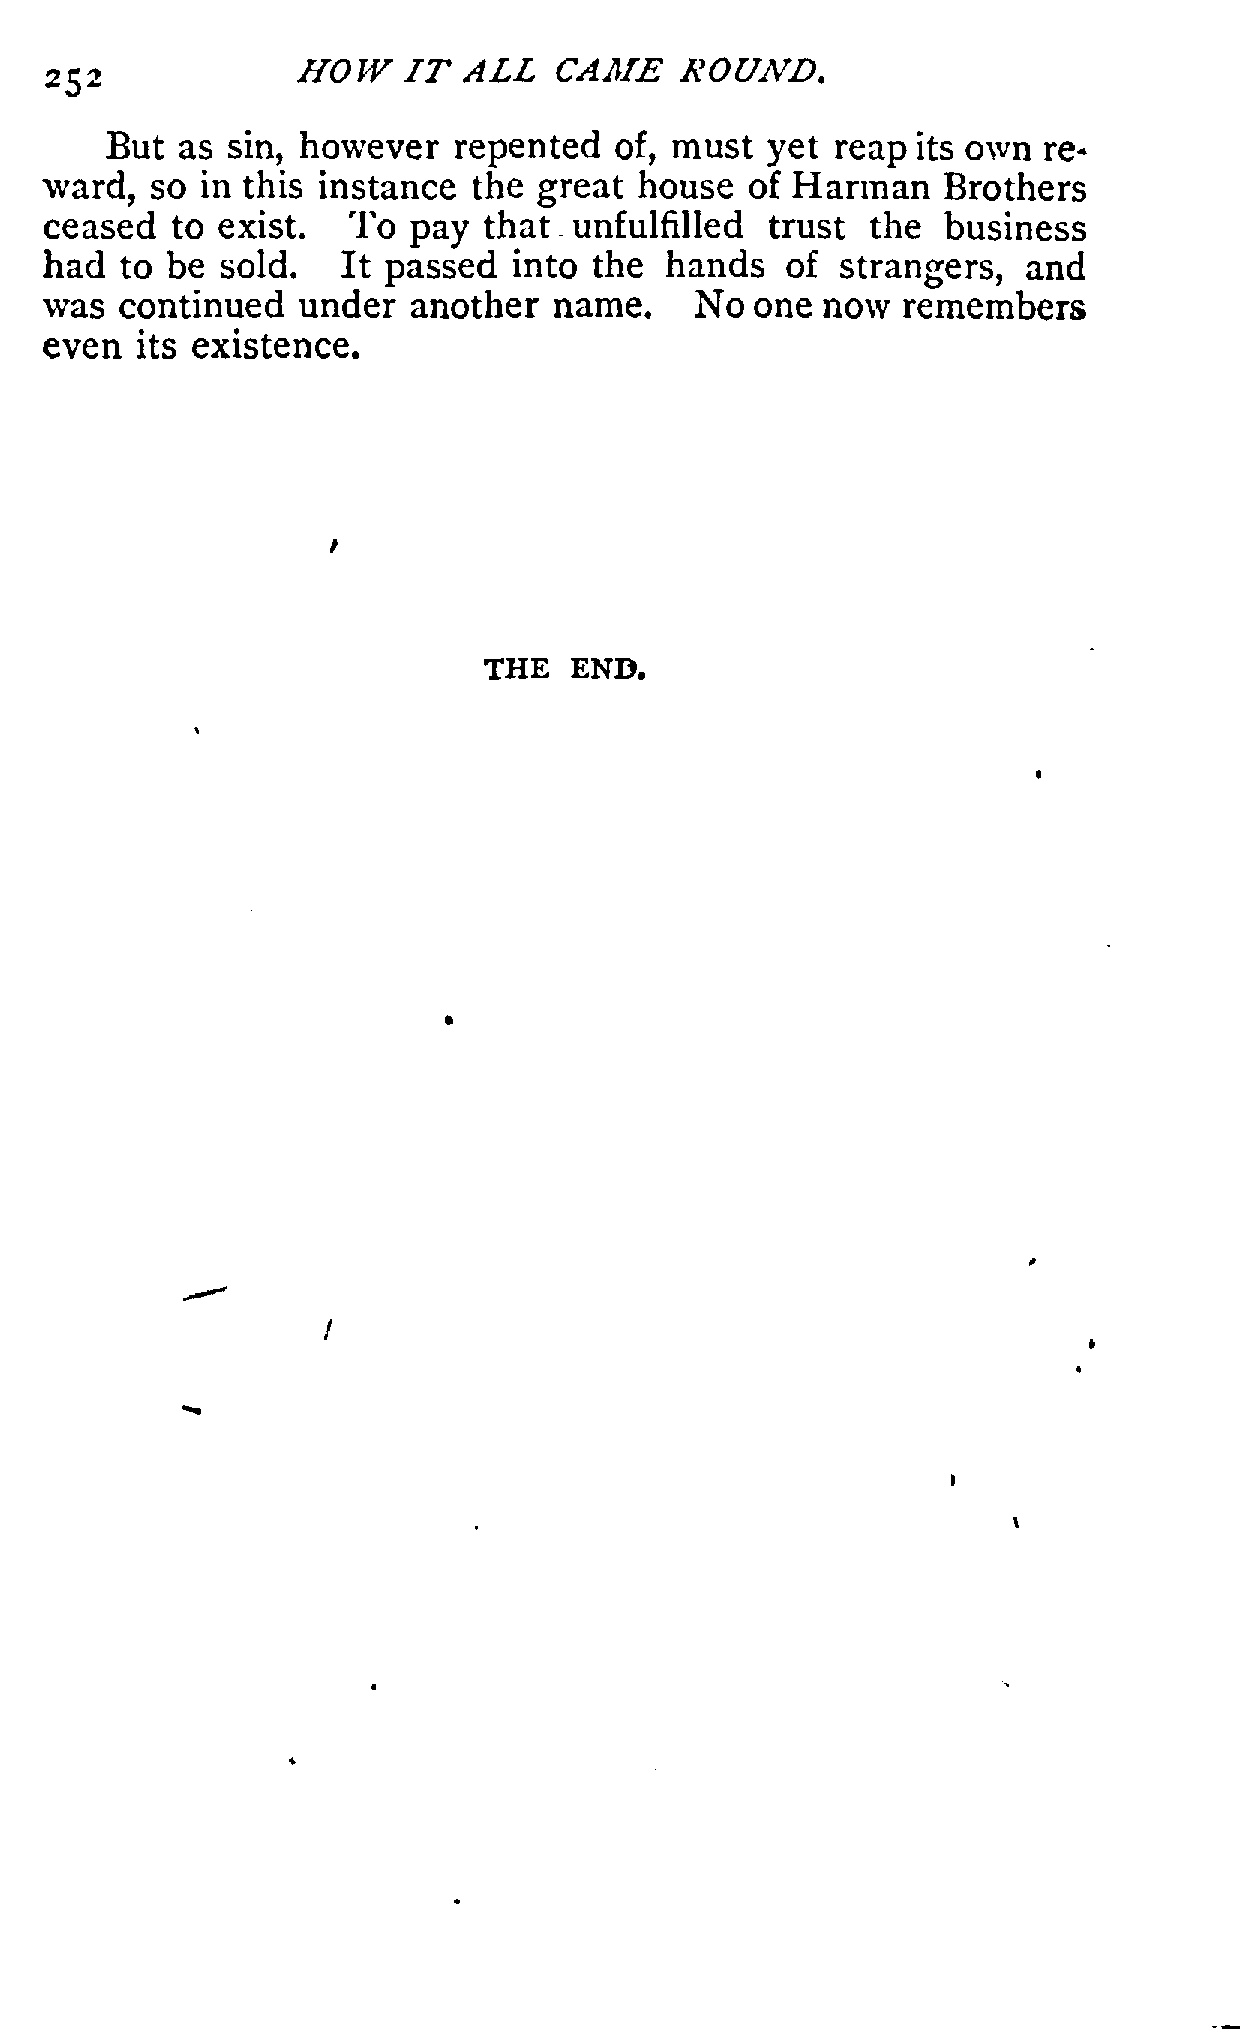 252 HOW IT ALL CAME ROUND.
But as sin, however repented of, must yet reap its own re-
ward, so in this instance the great house of Harman Brothers
ceased to exist. To pay that unfulfilled trust the business
had to be sold. It passed into the hands of strangers, and
was continued under another name. No one now remembers
even its existence.
THE END.